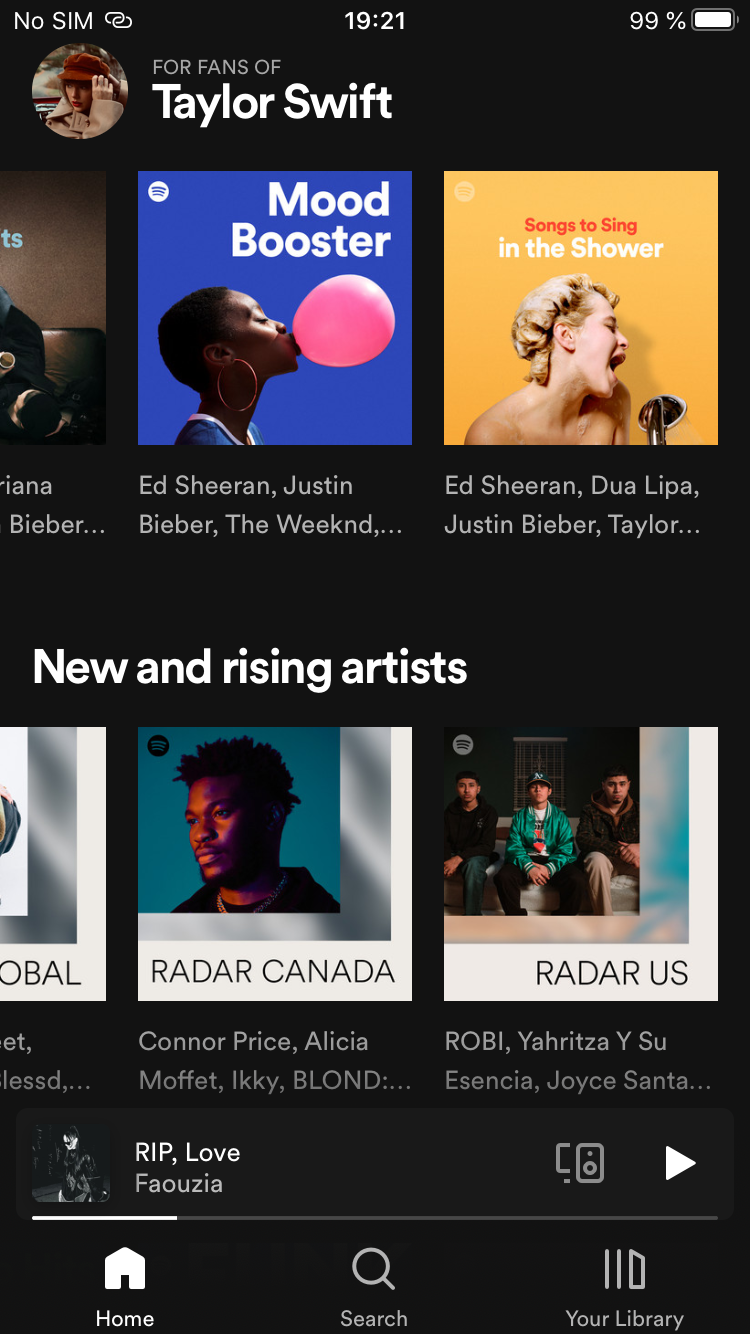 No SIM
19:21
99 %
FOR FANS OF
Taylor Swift
ts
Mood
Booster
Songs to Sing
in the Shower
riana
Bieber...
Ed Sheeran, Justin
Bieber, The Weeknd,...
Ed Sheeran, Dua Lipa,
Justin Bieber, Taylor...
New and rising artists
OBAL
RADAR CANADA
RADAR US
eet,
Blessd,...
Connor Price, Alicia
Moffet, Ikky, BLOND:...
ROBI, Yahritza Y Su
Esencia, Joyce Santa...
RIP, Love
Faouzia
Home
Search
Your Library